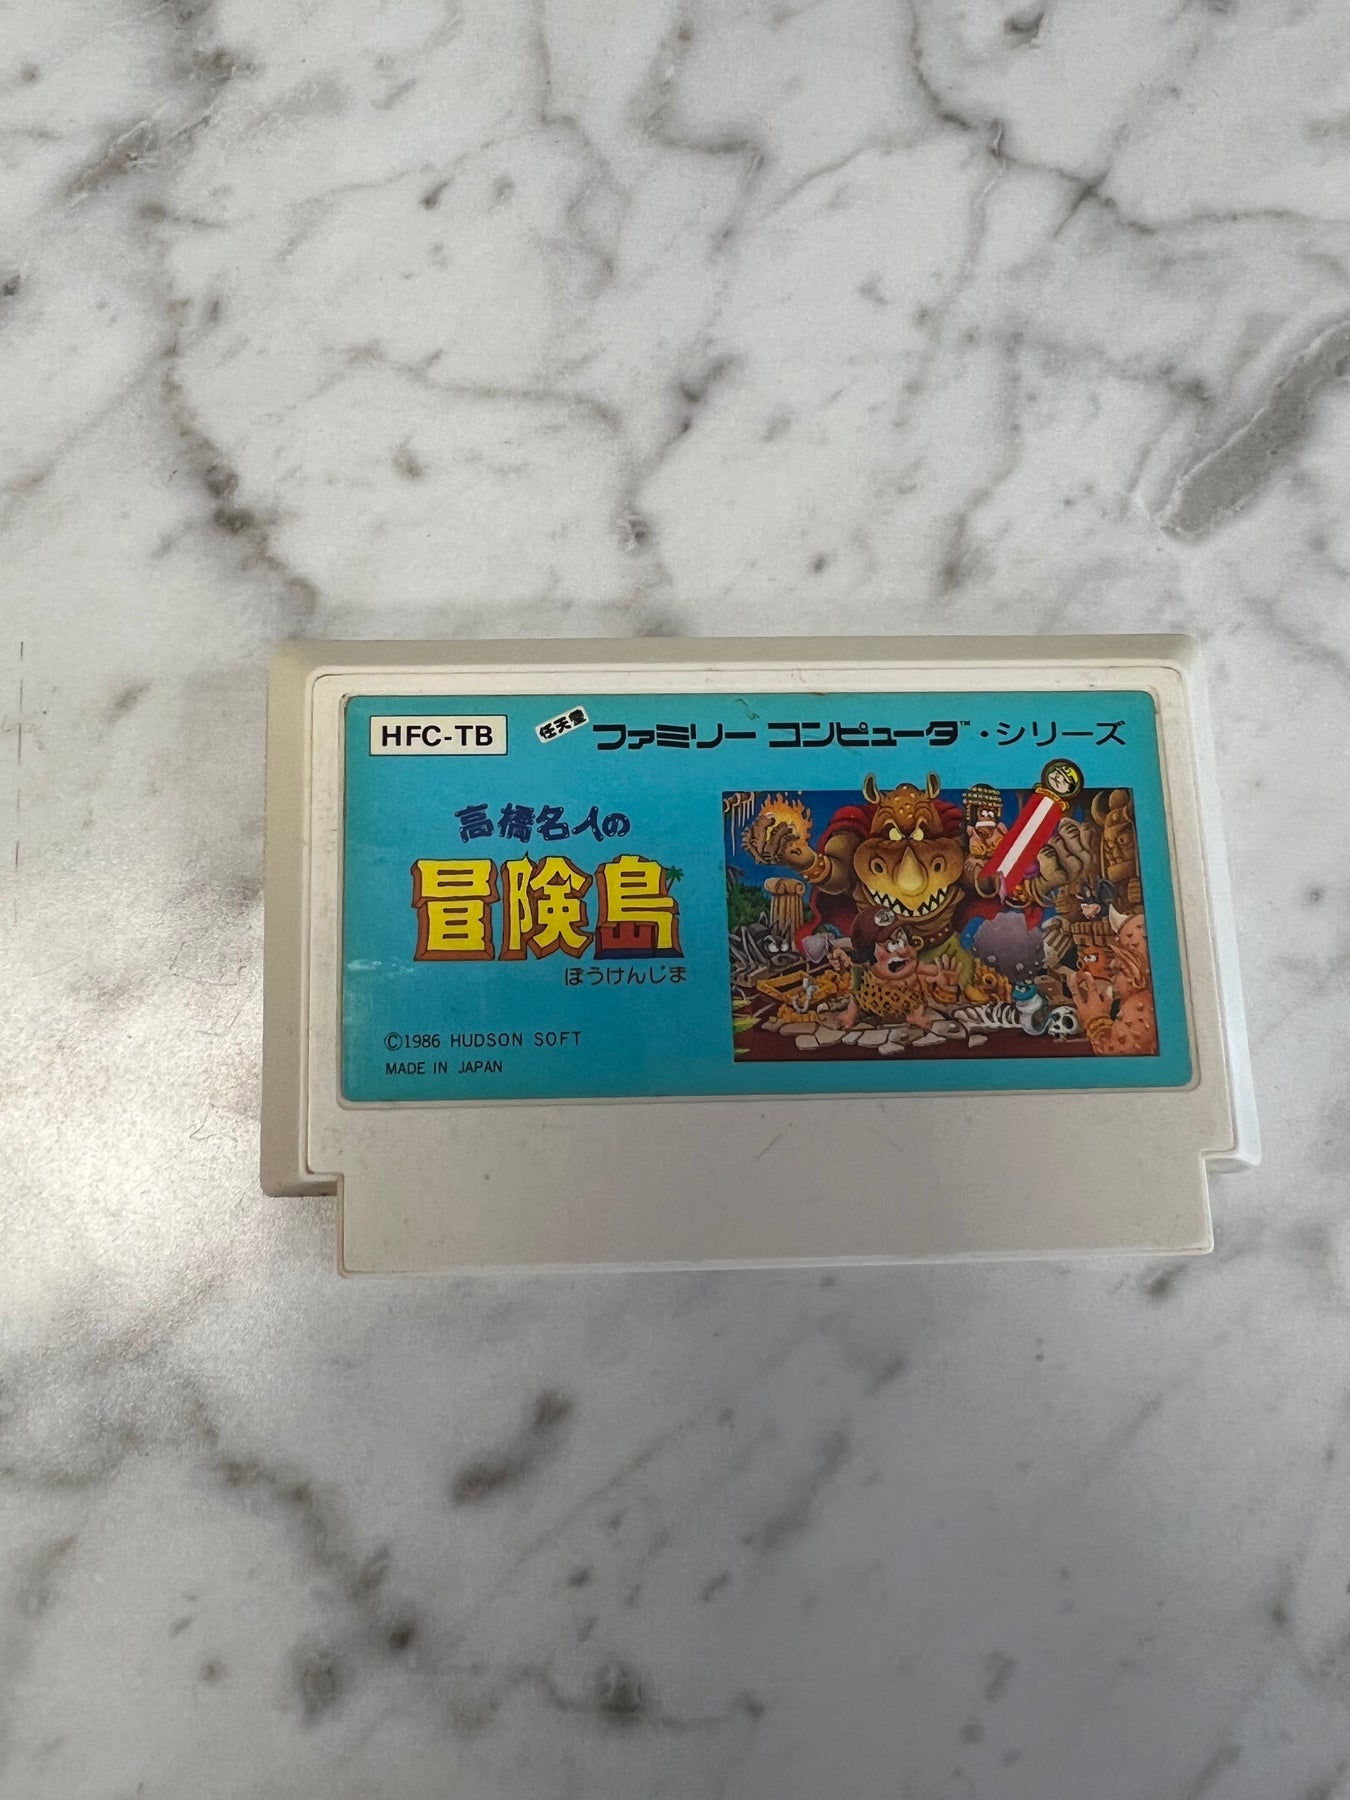 HFC-TB
任天堂 ファミリー コンピュータ™・シリーズ
高橋名人の
冒険島
ぼうけんじま
©1986 HUDSON SOFT
MADE IN JAPAN